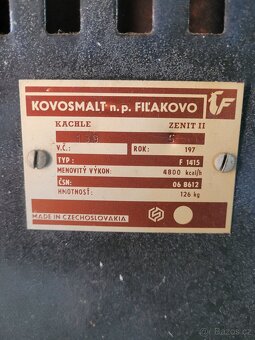 KOVOSMALT n.p. FIĽAKOVO
KACHLE ZENIT II
V.Č.: ROK: 197
TYP: F 1415
MENOVITÝ VÝKON: 4800 kcal/h
ČSN: 06 8612
HMOTNOSŤ: 126 kg
MADE IN CZECHOSLOVAKIA